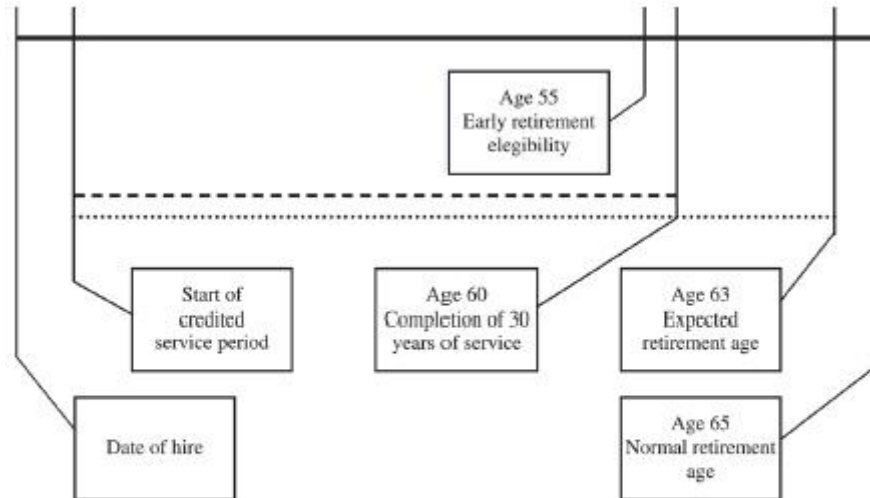 Age 55
Early retirement
elegibility
Start of
credited
service period
Age 60
Completion of 30
years of service
Age 63
Expected
retirement age
Date of hire
Age 65
Normal retirement
age